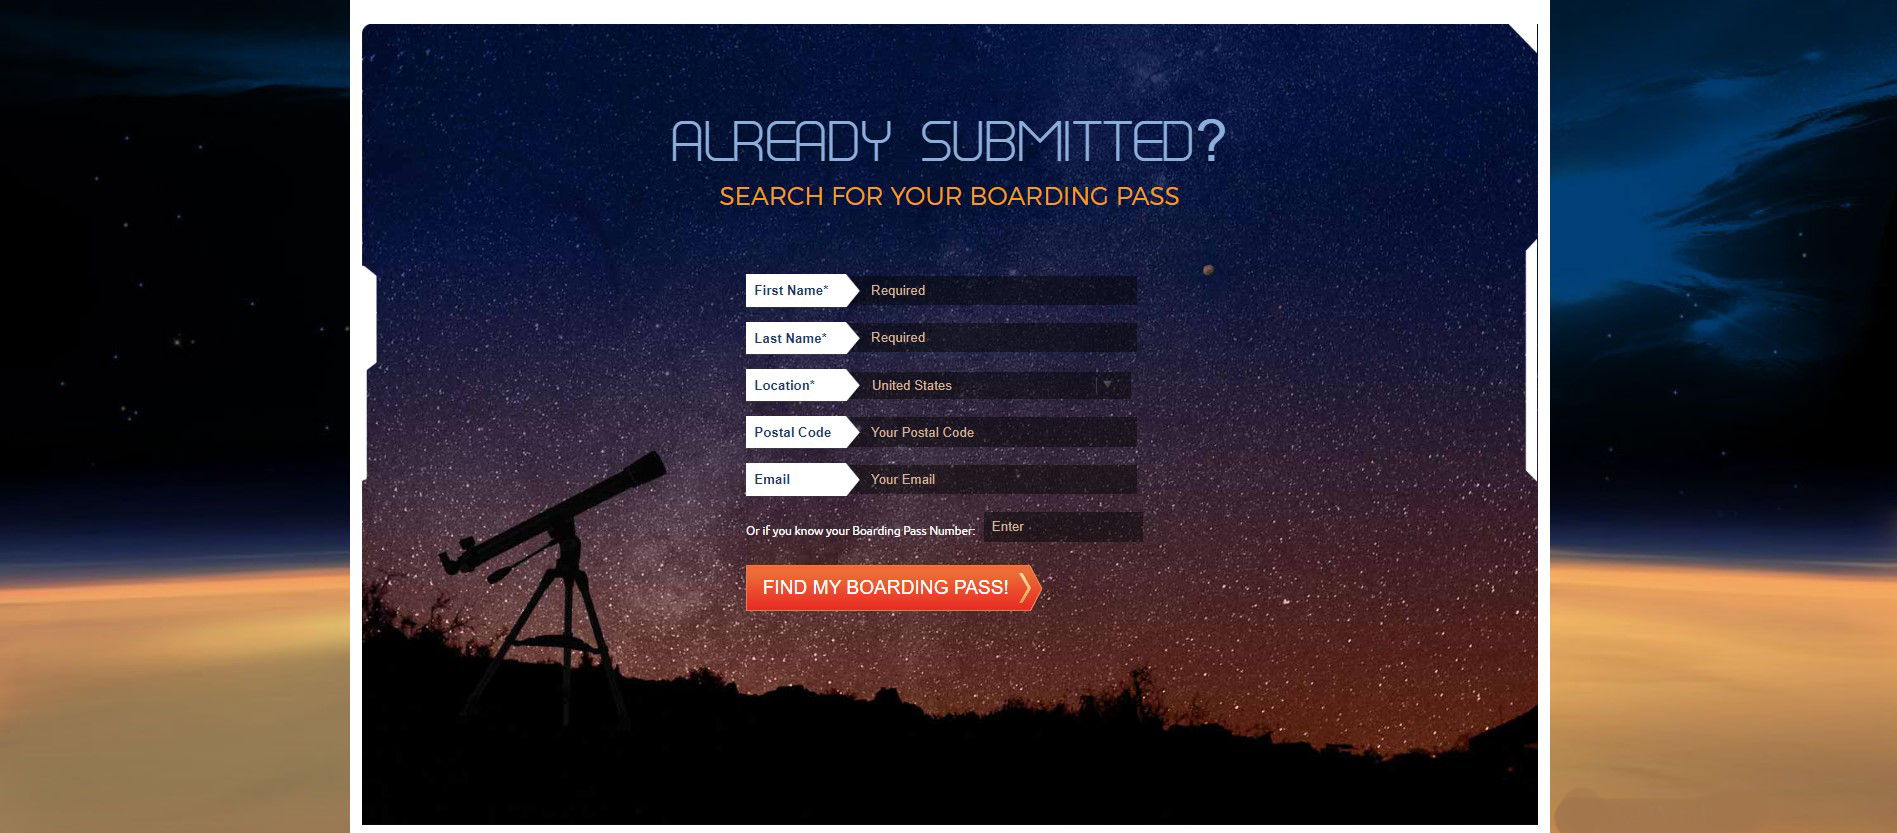 ALREADY SUBMITTED?
SEARCH FOR YOUR BOARDING PASS
First Name* Required
Last Name* Required
Location* United States
Postal Code Your Postal Code
Email Your Email
Or if you know your Boarding Pass Number: Enter
FIND MY BOARDING PASS!